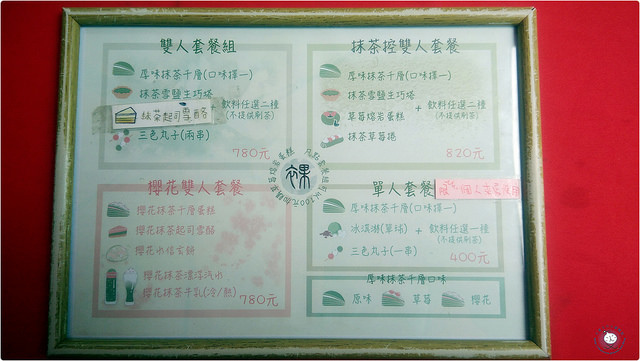 雙人套餐組
厚味抹茶千層(口味擇一)
抹茶雪鹽生巧塔
抹茶起司雪酪
飲料任選二種
(不提供刷茶)
三色丸子(兩串)
780元
抹茶控雙人套餐
厚味抹茶千層(口味擇一)
抹茶雪鹽生巧塔
草莓熔岩蛋糕
+ 飲料任選二種
(不提供刷茶)
抹茶草莓捲
820元
櫻花雙人套餐
櫻花抹茶千層蛋糕
櫻花抹茶起司雪酪
櫻花水信玄餅
櫻花抹茶漂浮汽水
櫻花抹茶牛乳(冷/熱)
780元
單人套餐
厚味抹茶千層(口味擇一)
冰淇淋(單球) + 飲料任選一種
(不提供刷茶)
三色丸子(一串)
400元
厚味抹茶千層口味
原味 草莓 櫻花